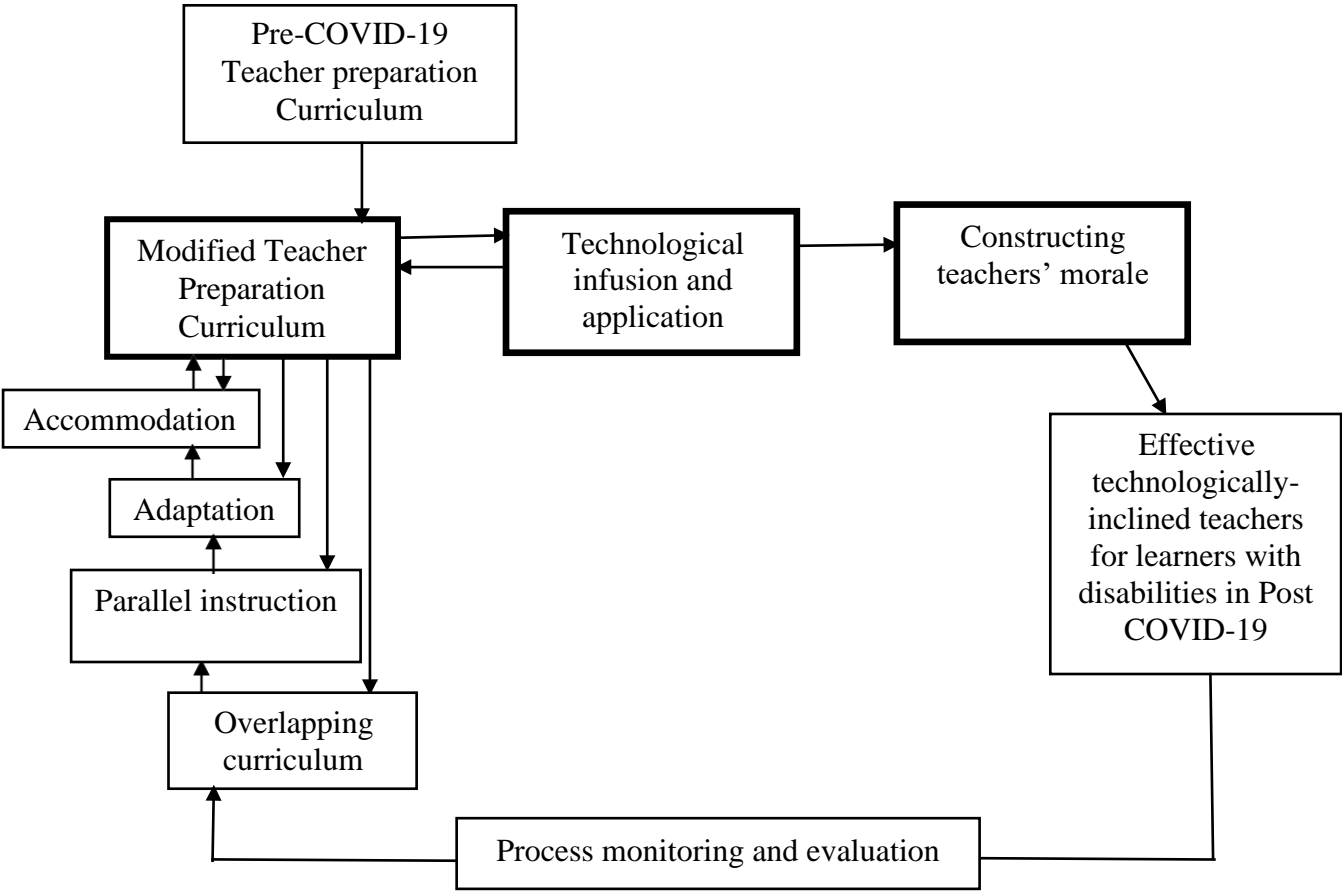 Pre-COVID-19
Teacher preparation
Curriculum
Modified Teacher
Preparation
Curriculum
Technological
infusion and
application
Constructing
teachers’ morale
Accommodation
Adaptation
Parallel instruction
Overlapping
curriculum
Effective
technologically-
inclined teachers
for learners with
disabilities in Post
COVID-19
Process monitoring and evaluation